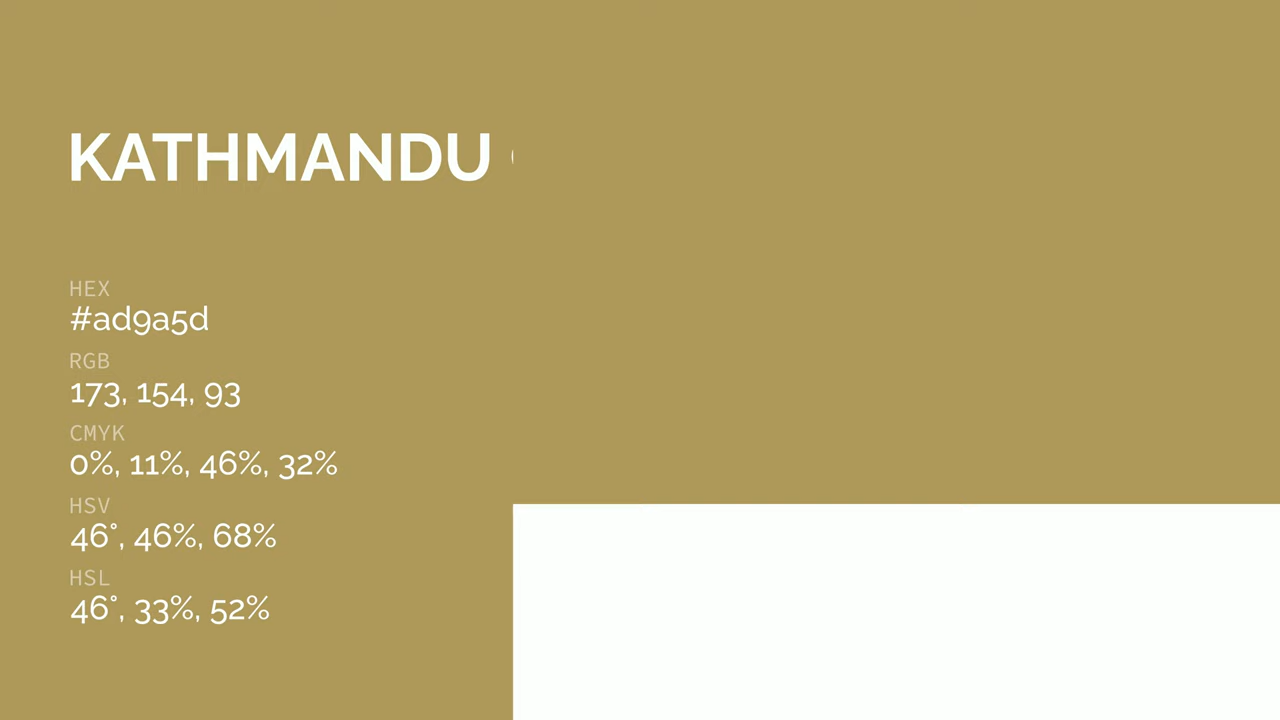 KATHMANDU
HEX
#ad9a5d
RGB
173, 154, 93
CMYK
0%, 11%, 46%, 32%
HSV
46°, 46%, 68%
HSL
46°, 33%, 52%